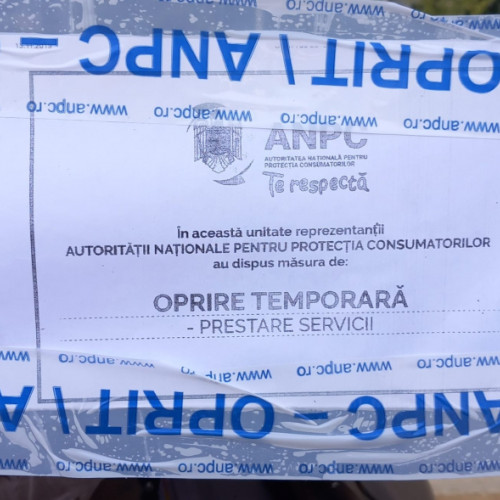 OPRIT / ANPC –
www.anpc.ro www.anpc.ro www.anpc.ro www.anpc.ro
ANPC
AUTORITATEA NAȚIONALĂ PENTRU
PROTECȚIA CONSUMATORILOR
Te respectă
În această unitate reprezentanții
AUTORITĂȚII NAȚIONALE PENTRU PROTECȚIA CONSUMATORILOR
au dispus măsura de:
OPRIRE TEMPORARĂ
- PRESTARE SERVICII
www.anpc.ro www.anpc.ro www.anpc.ro www.anpc.ro
ANPC – OPRIT / A
www.anpc.ro www.anpc.ro www.anpc.ro www.anpc.ro